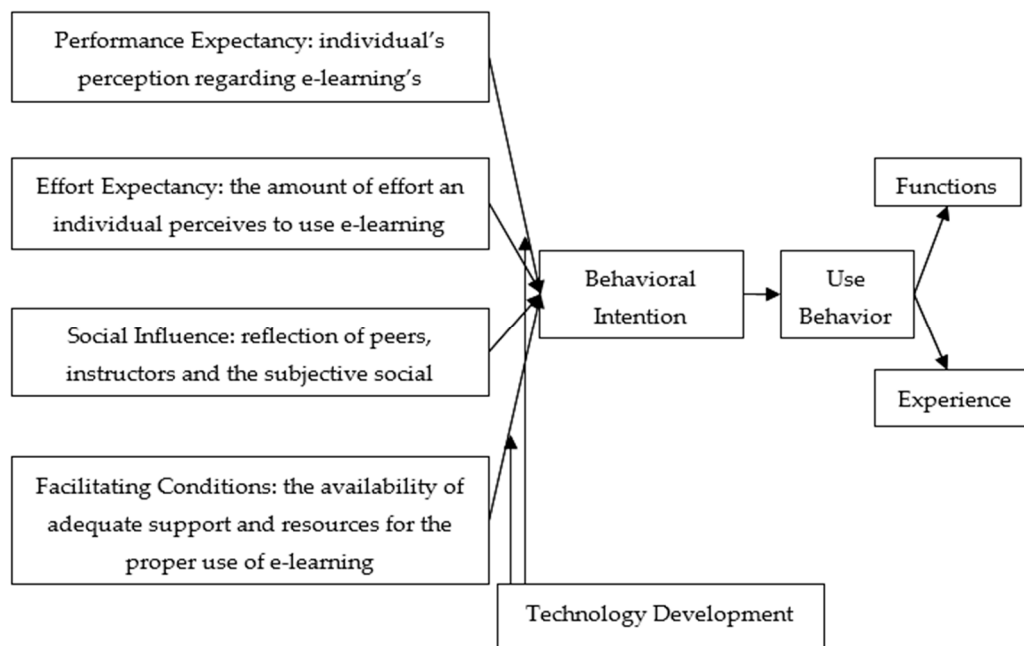 Performance Expectancy: individual's
perception regarding e-learning's
Effort Expectancy: the amount of effort an
individual perceives to use e-learning
Social Influence: reflection of peers,
instructors and the subjective social
Facilitating Conditions: the availability of
adequate support and resources for the
proper use of e-learning
Behavioral
Intention
Use
Behavior
Functions
Experience
Technology Development